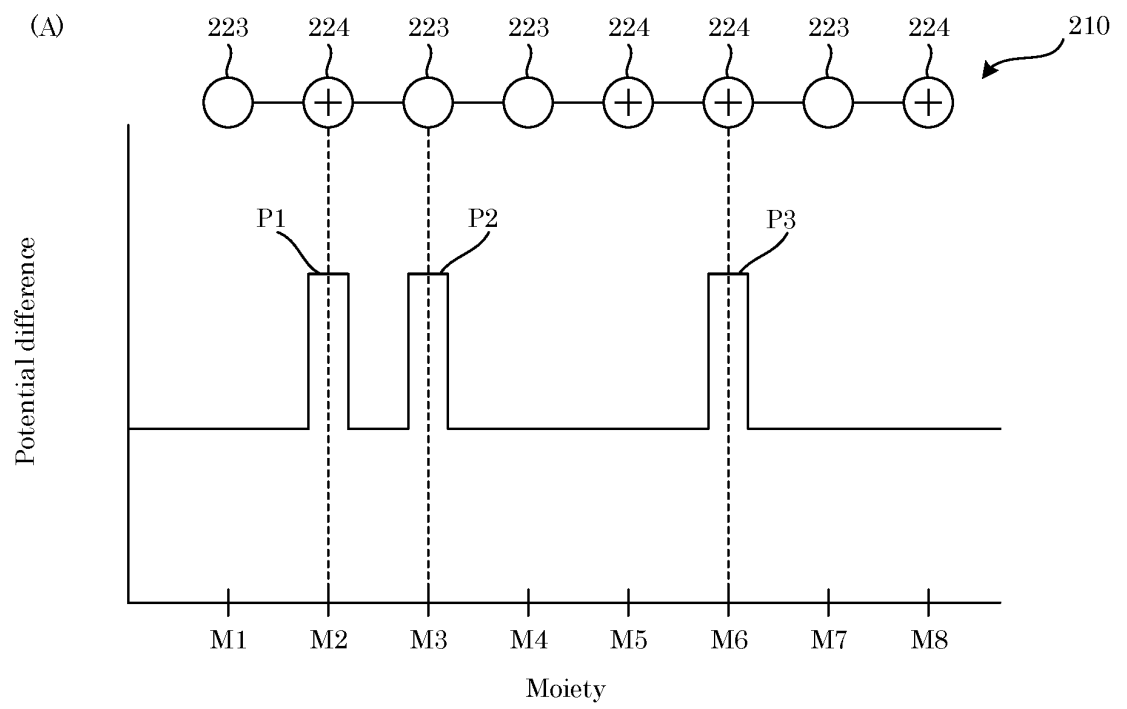 (A)
223 224 223 223 224 224 223 224 210
P1 P2 P3
Potential difference
M1 M2 M3 M4 M5 M6 M7 M8
Moiety